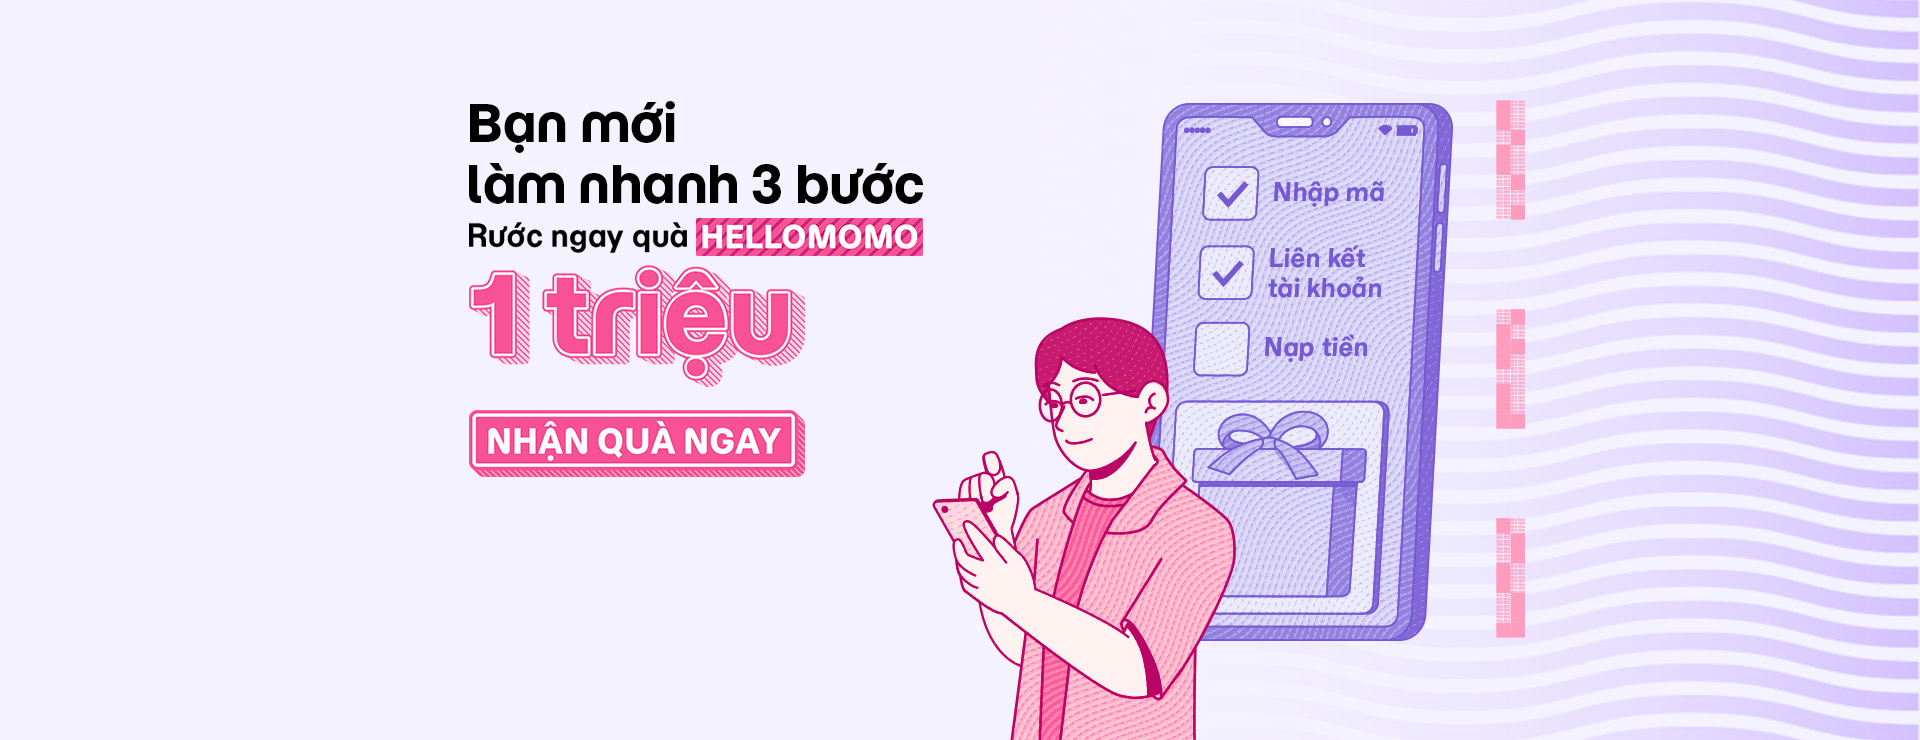 Bạn mới
làm nhanh 3 bước
Rước ngay quà HELLOMOMO
1 triệu
NHẬN QUÀ NGAY
Nhập mã
Liên kết
tài khoản
Nạp tiền